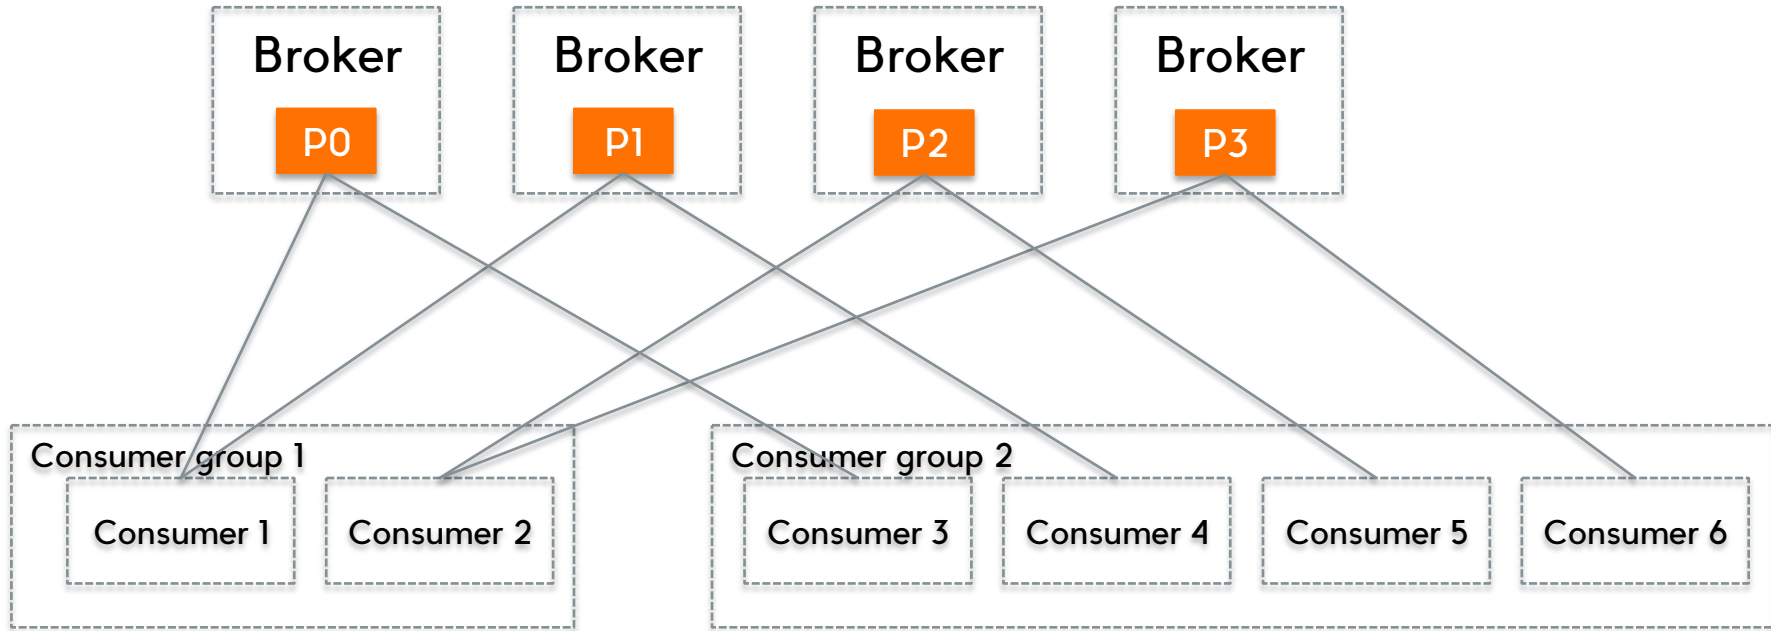 Broker
Broker
Broker
Broker
P0
P1
P2
P3
Consumer group 1
Consumer group 2
Consumer 1
Consumer 2
Consumer 3
Consumer 4
Consumer 5
Consumer 6